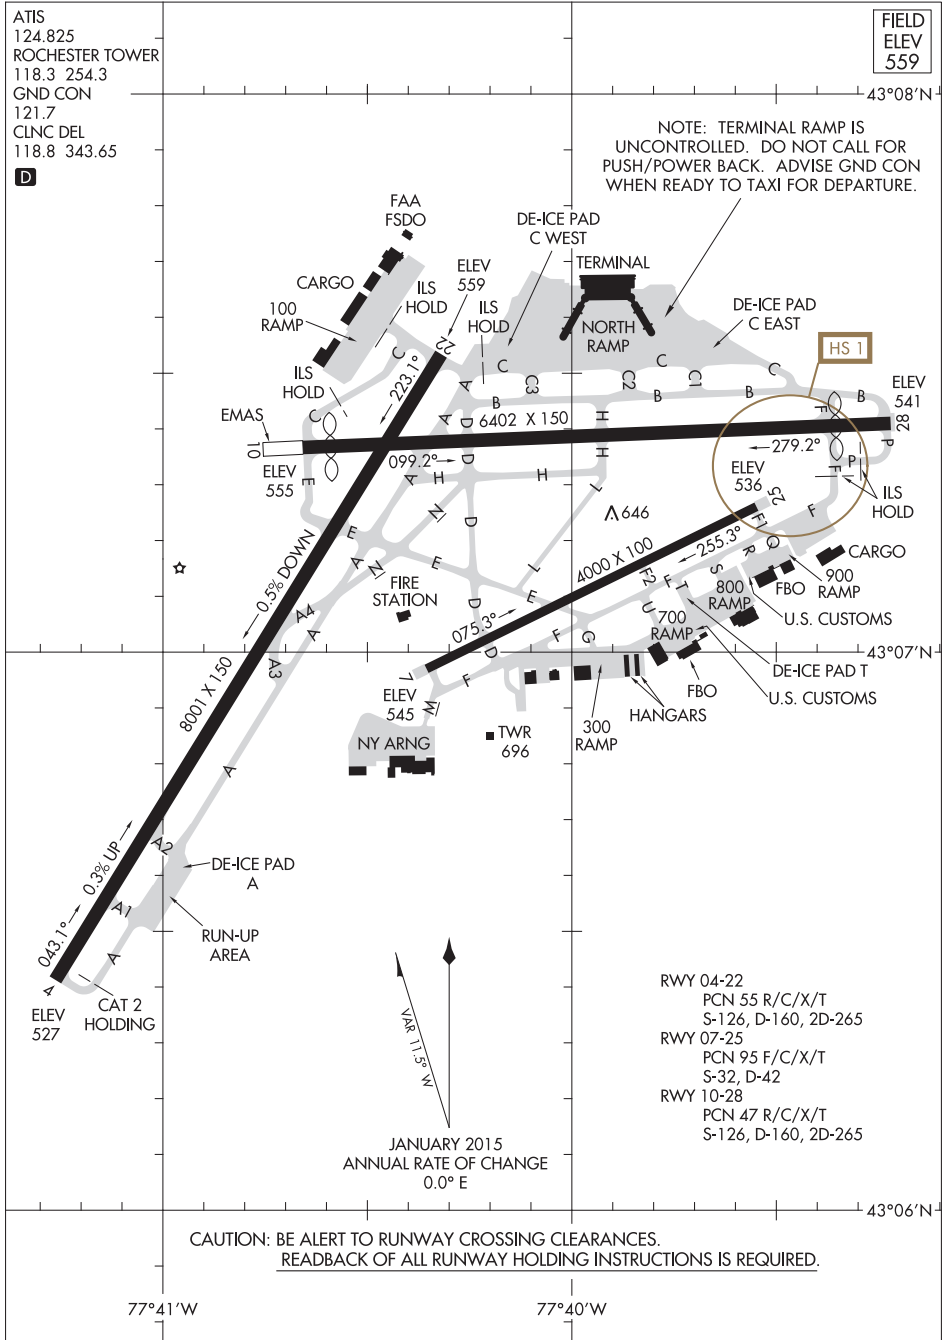 ATIS
124.825
ROCHESTER TOWER
118.3 254.3
GND CON
121.7
CLNC DEL
118.8 343.65
D
FIELD
ELEV
559
43°08'N
NOTE: TERMINAL RAMP IS
UNCONTROLLED. DO NOT CALL FOR
PUSH/POWER BACK. ADVISE GND CON
WHEN READY TO TAXI FOR DEPARTURE.
FAA
FSDO
DE-ICE PAD
C WEST
CARGO
100
RAMP
ILS
HOLD
ELEV
559
ILS
HOLD
TERMINAL
NORTH
RAMP
DE-ICE PAD
C EAST
HS 1
22
C
223.1°
ILS
HOLD
C
A
C
C3
C2
C
C1
C
B
B
B
B
F
ELEV
541
28
P
EMAS
10
ELEV
555
A
D
D
6402 X 150
099.2°
H
H
H
H
279.2°
ELEV
536
25
F
P
ILS
HOLD
E
A
N
D
L
646
F
F1
Q
R
E
A
N
E
4000 X 100
255.3°
S
F2
F
T
U
CARGO
900
RAMP
FBO
800
RAMP
U.S. CUSTOMS
0.5% DOWN
FIRE
STATION
L
E
D
075.3°
A4
A
A3
D
F
F
G
700
RAMP
DE-ICE PAD T
U.S. CUSTOMS
FBO
7
ELEV
545
M
HANGARS
300
RAMP
TWR
696
NY ARNG
8001 X 150
A
A2
DE-ICE PAD
A
0.3% UP
A1
RUN-UP
AREA
043.1°
A
4
ELEV
527
CAT 2
HOLDING
VAR 11.5° W
JANUARY 2015
ANNUAL RATE OF CHANGE
0.0° E
RWY 04-22
PCN 55 R/C/X/T
S-126, D-160, 2D-265
RWY 07-25
PCN 95 F/C/X/T
S-32, D-42
RWY 10-28
PCN 47 R/C/X/T
S-126, D-160, 2D-265
43°07'N
43°06'N
CAUTION: BE ALERT TO RUNWAY CROSSING CLEARANCES.
READBACK OF ALL RUNWAY HOLDING INSTRUCTIONS IS REQUIRED.
77°41'W
77°40'W